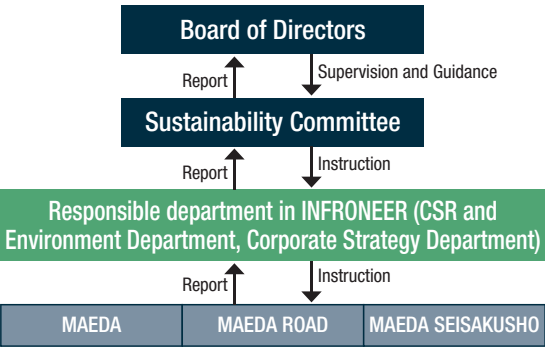 Board of Directors
Report
Supervision and Guidance
Sustainability Committee
Report
Instruction
Responsible department in INFRONEER (CSR and
Environment Department, Corporate Strategy Department)
Report
Instruction
MAEDA
MAEDA ROAD
MAEDA SEISAKUSHO